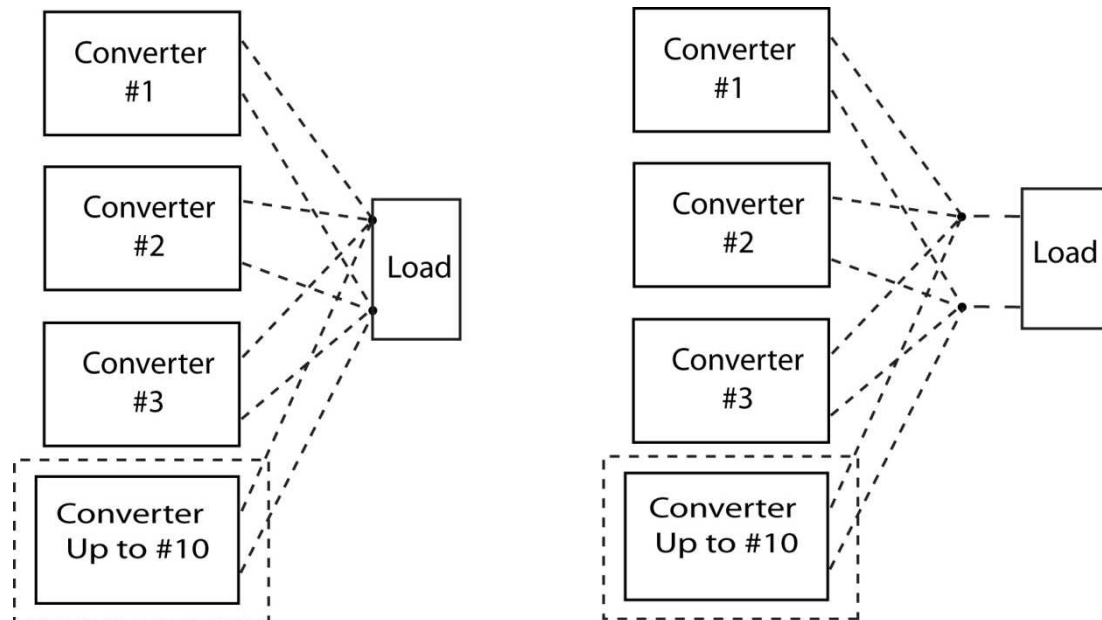 Converter
#1
Converter
#2
Converter
#3
Converter
Up to #10
Load
Converter
#1
Converter
#2
Converter
#3
Converter
Up to #10
Load